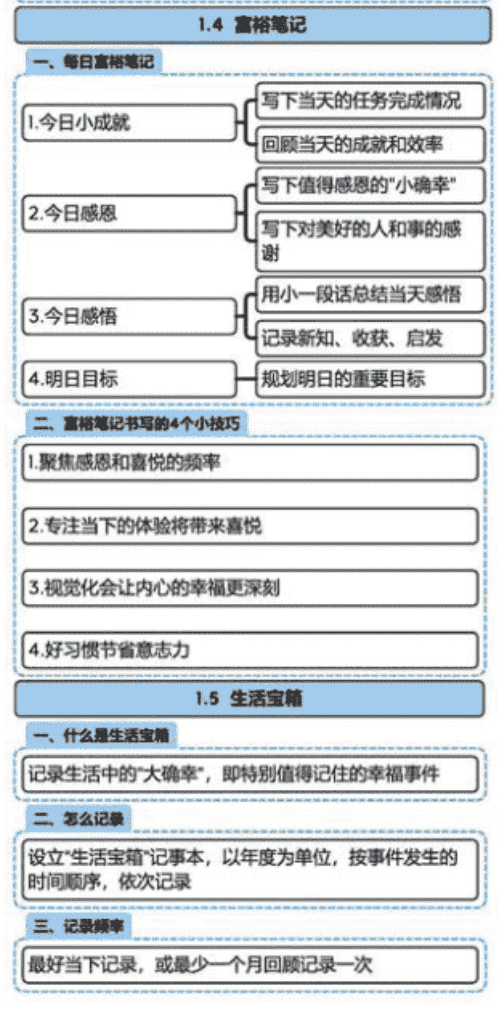 1.4 富裕笔记
一、每日富裕笔记
1.今日小成就
写下当天的任务完成情况
回顾当天的成就和效率
2.今日感恩
写下值得感恩的"小确幸"
写下对美好的人和事的感
谢
3.今日感悟
用小一段话总结当天感悟
记录新知、收获、启发
4.明日目标
规划明日的重要目标
二、富裕笔记书写的4个小技巧
1.聚焦感恩和喜悦的频率
2.专注当下的体验将带来喜悦
3.视觉化会让内心的幸福更深刻
4.好习惯节省意志力
1.5 生活宝箱
一、什么是生活宝箱
记录生活中的"大确幸"，即特别值得记住的幸福事件
二、怎么记录
设立"生活宝箱"记事本，以年度为单位，按事件发生的
时间顺序，依次记录
三、记录频率
最好当下记录，或最少一个月回顾记录一次